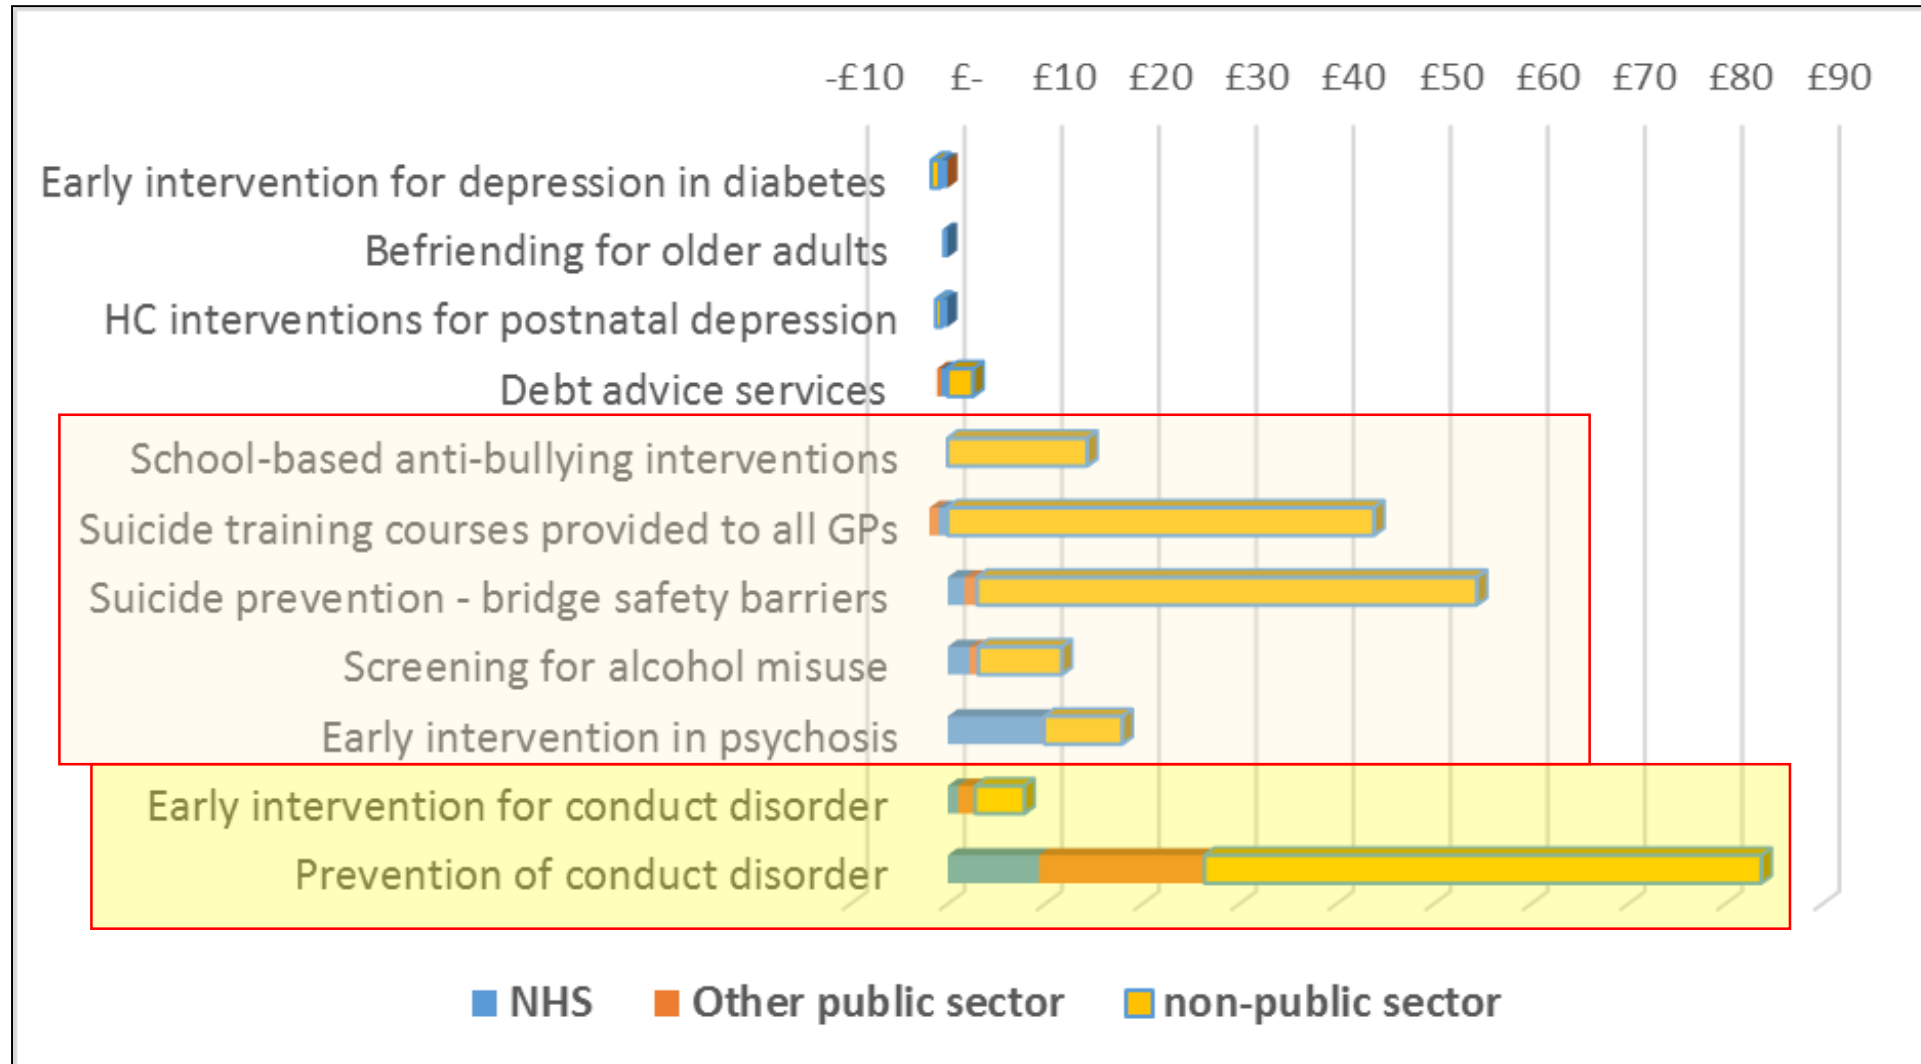 -£10 £- £10 £20 £30 £40 £50 £60 £70 £80 £90
Early intervention for depression in diabetes
Befriending for older adults
HC interventions for postnatal depression
Debt advice services
School-based anti-bullying interventions
Suicide training courses provided to all GPs
Suicide prevention - bridge safety barriers
Screening for alcohol misuse
Early intervention in psychosis
Early intervention for conduct disorder
Prevention of conduct disorder
NHS Other public sector non-public sector